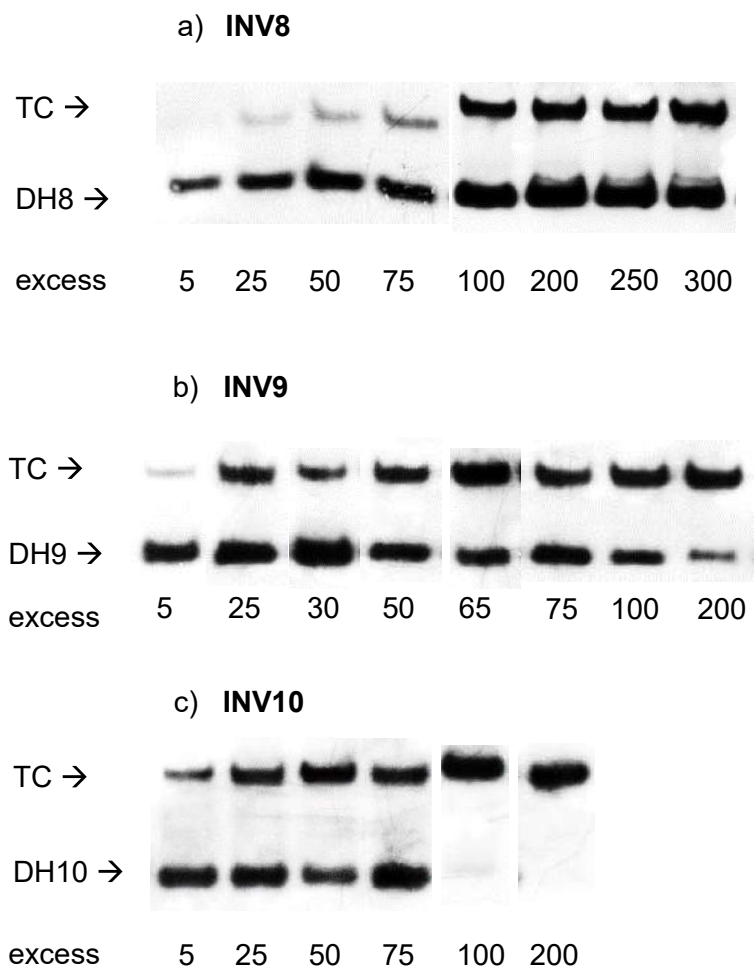 a) INV8
TC →
DH8 →
excess 5 25 50 75 100 200 250 300
b) INV9
TC →
DH9 →
excess 5 25 30 50 65 75 100 200
c) INV10
TC →
DH10 →
excess 5 25 50 75 100 200